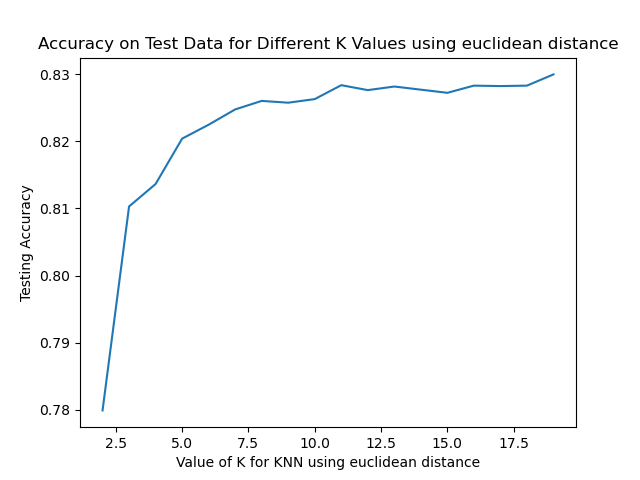 Accuracy on Test Data for Different K Values using euclidean distance
0.83
0.82
0.81
0.80
0.79
0.78
Testing Accuracy
2.5 5.0 7.5 10.0 12.5 15.0 17.5
Value of K for KNN using euclidean distance